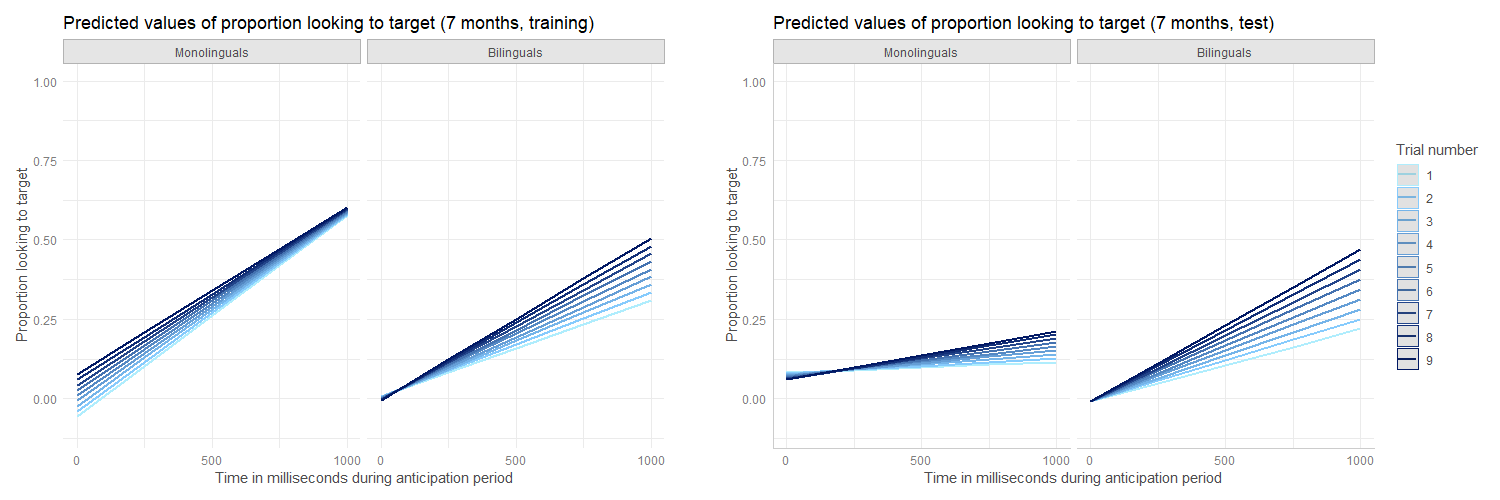 Predicted values of proportion looking to target (7 months, training)
Monolinguals
Bilinguals
Proportion looking to target
1.00
0.75
0.50
0.25
0.00
0
500
1000
0
500
1000
Time in milliseconds during anticipation period
Predicted values of proportion looking to target (7 months, test)
Monolinguals
Bilinguals
Proportion looking to target
1.00
0.75
0.50
0.25
0.00
0
500
1000
0
500
1000
Time in milliseconds during anticipation period
Trial number
1
2
3
4
5
6
7
8
9